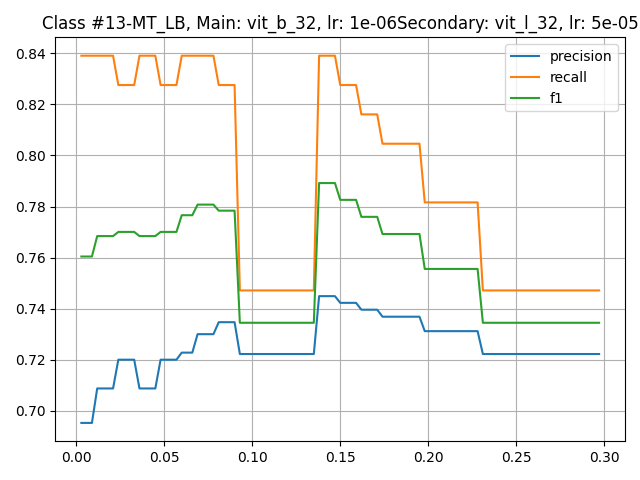 Class #13-MT_LB, Main: vit_b_32, lr: 1e-06Secondary: vit_l_32, lr: 5e-05
precision
recall
f1
0.84
0.82
0.80
0.78
0.76
0.74
0.72
0.70
0.00 0.05 0.10 0.15 0.20 0.25 0.30